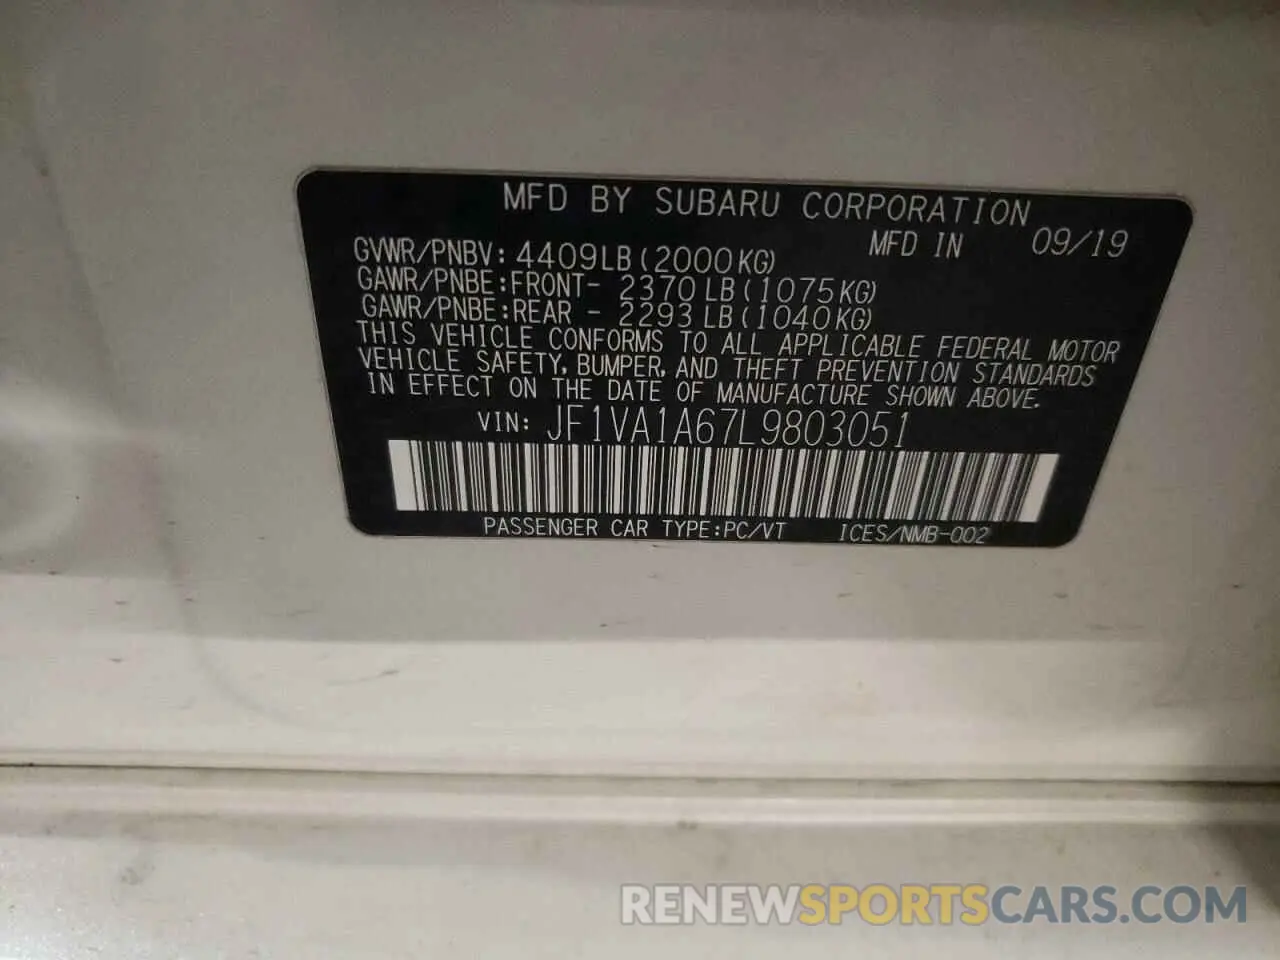 MFD BY SUBARU CORPORATION
MFD IN 09/19
GVWR/PNBV: 4409LB(2000KG)
GAWR/PNBE:FRONT- 2370LB(1075KG)
GAWR/PNBE:REAR - 2293LB(1040KG)
THIS VEHICLE CONFORMS TO ALL APPLICABLE FEDERAL MOTOR
VEHICLE SAFETY, BUMPER, AND THEFT PREVENTION STANDARDS
IN EFFECT ON THE DATE OF MANUFACTURE SHOWN ABOVE.
VIN: JF1VA1A67L9803051
PASSENGER CAR TYPE:PC/VT ICES/NMB-002
RENEWSPORTSCARS.COM